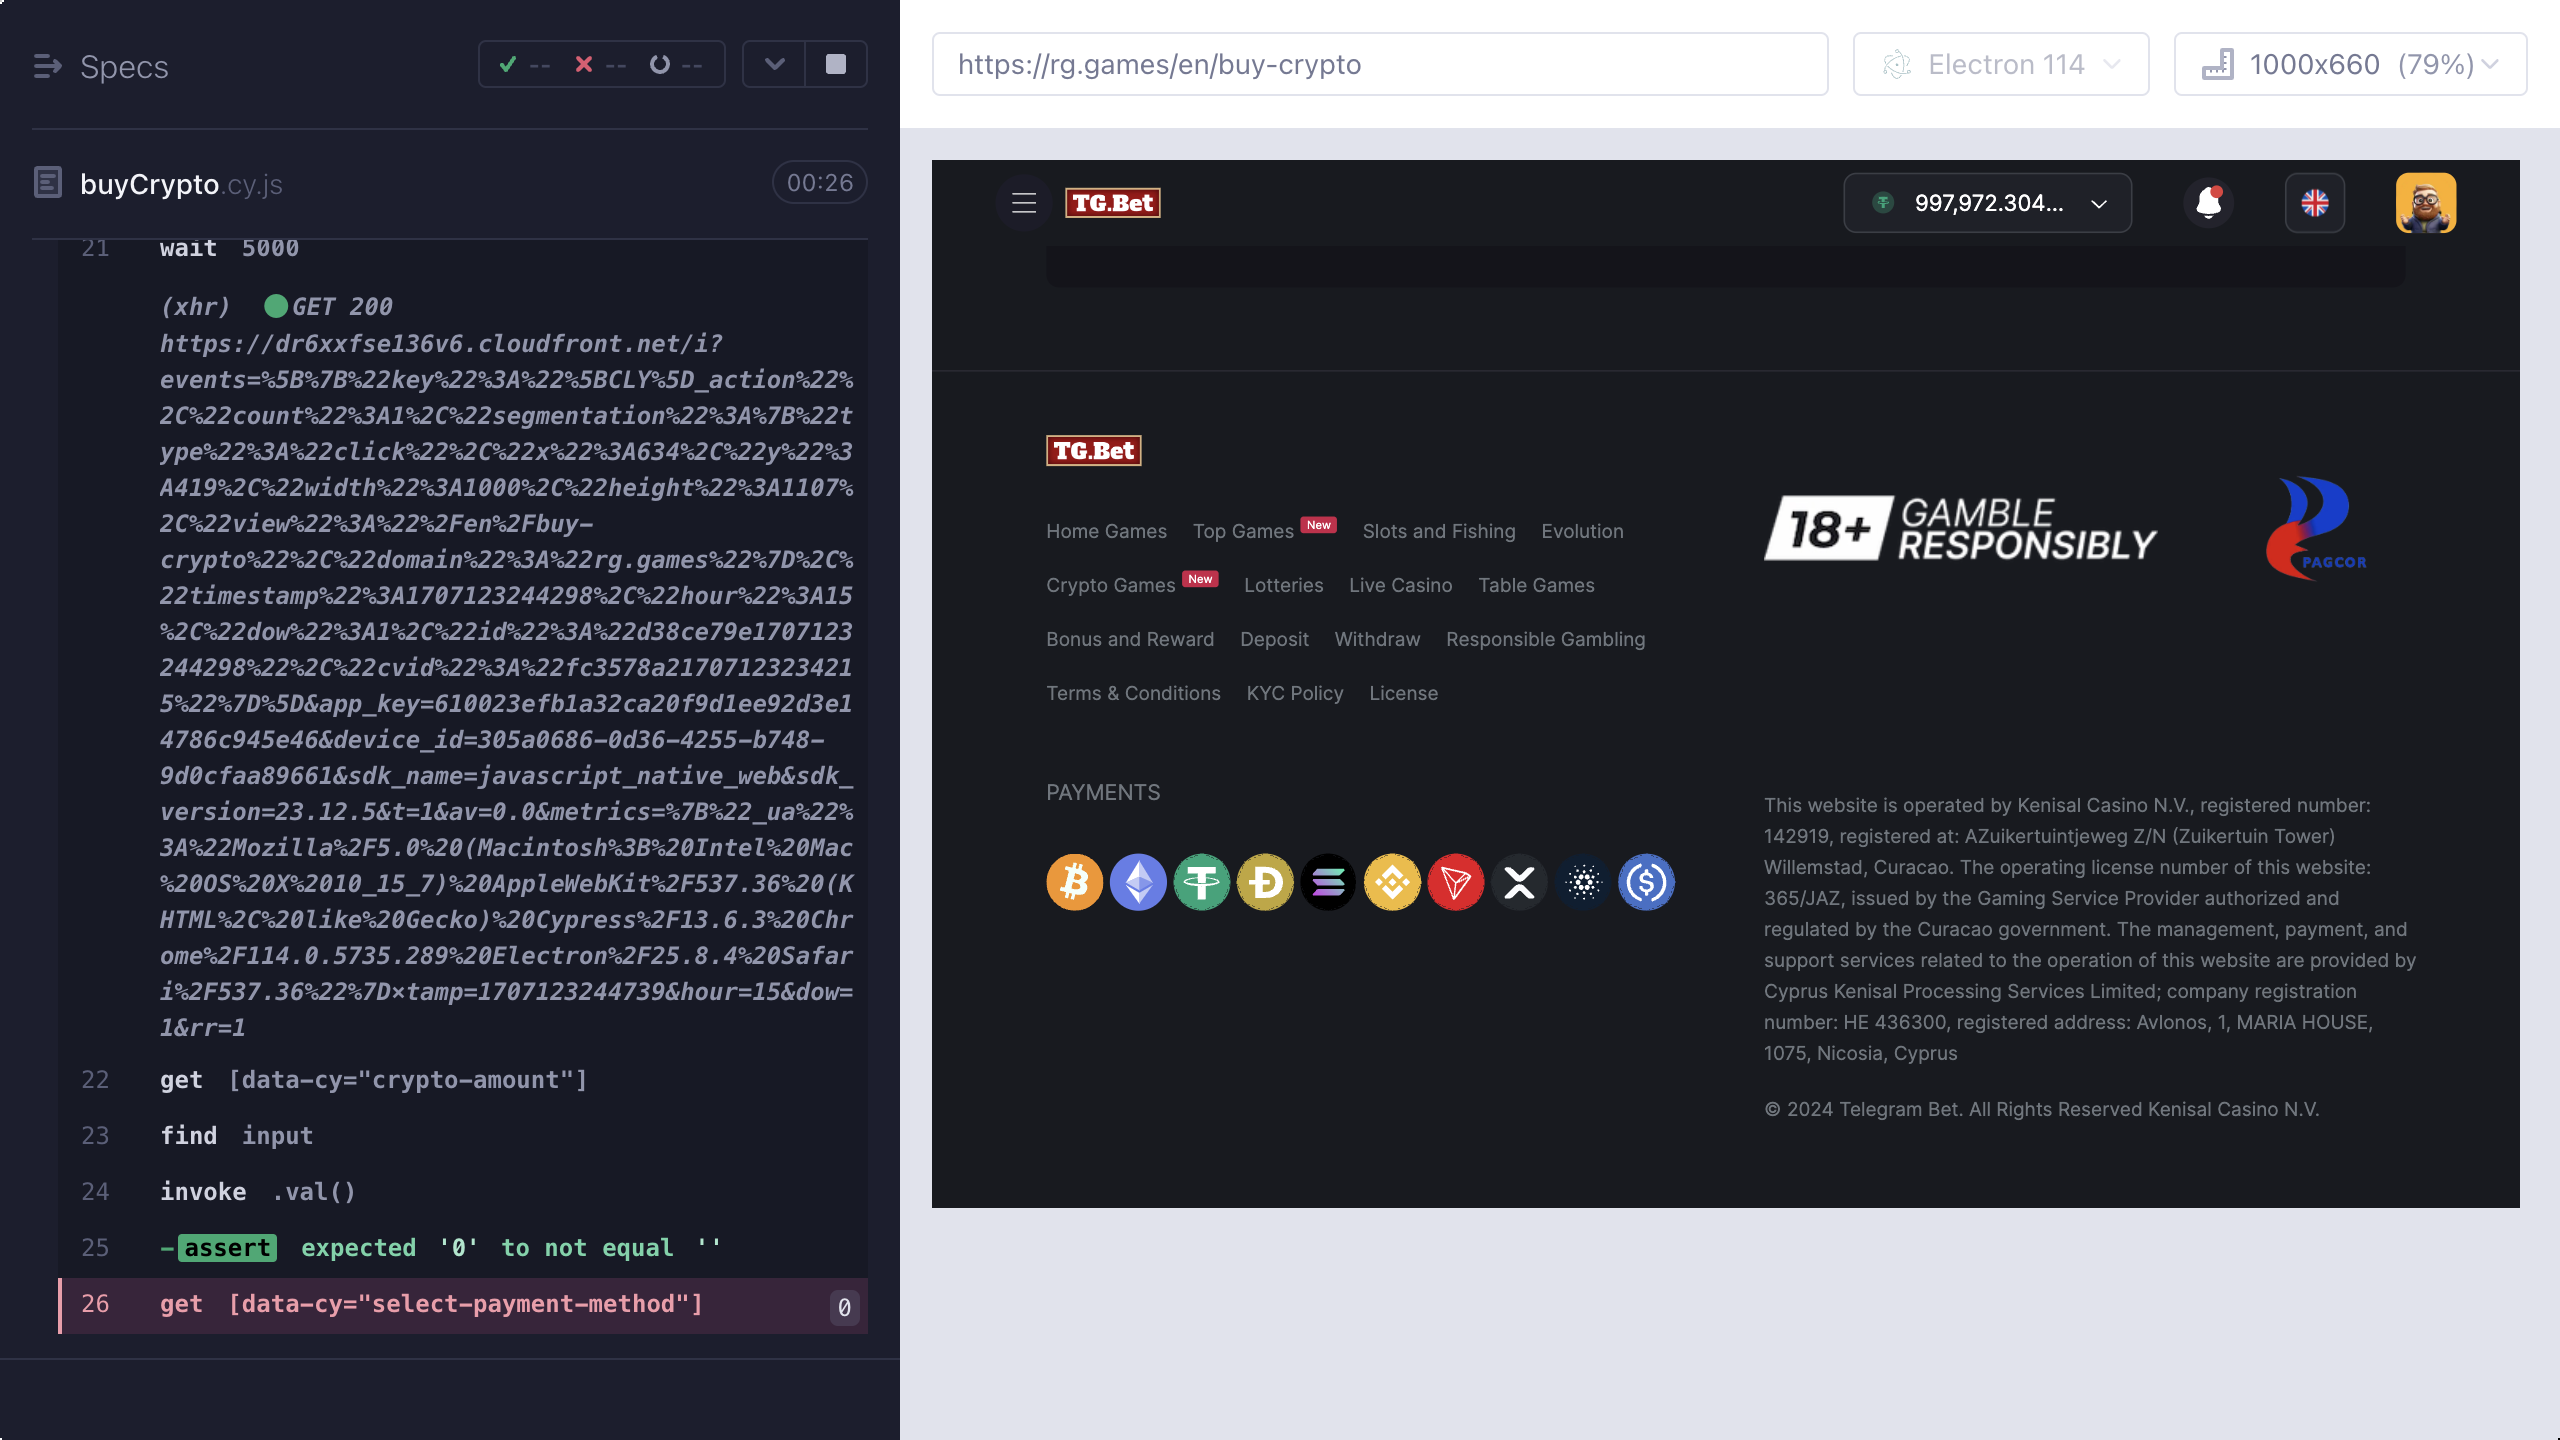 Specs
-- -- --
buyCrypto.cy.js
00:26
21 wait 5000
(xhr) GET 200
https://dr6xxfse136v6.cloudfront.net/i?
events=%5B%7B%22key%22%3A%22%5BCLY%5D_action%22%
2C%22count%22%3A1%2C%22segmentation%22%3A%7B%22t
ype%22%3A%22click%22%2C%22x%22%3A634%2C%22y%22%3
A419%2C%22width%22%3A1000%2C%22height%22%3A1107%
2C%22view%22%3A%22%2Fen%2Fbuy-
crypto%22%2C%22domain%22%3A%22rg.games%22%7D%2C%
22timestamp%22%3A1707123244298%2C%22hour%22%3A15
%2C%22dow%22%3A1%2C%22id%22%3A%22d38ce79e1707123
244298%22%2C%22cvid%22%3A%22fc3578a2170712323421
5%22%7D%5D&app_key=610023efb1a32ca20f9d1ee92d3e1
4786c945e46&device_id=305a0686-0d36-4255-b748-
9d0cfaa89661&sdk_name=javascript_native_web&sdk_
version=23.12.5&t=1&av=0.0&metrics=%7B%22_ua%22%
3A%22Mozilla%2F5.0%20(Macintosh%3B%20Intel%20Mac
%20OS%20X%2010_15_7)%20AppleWebKit%2F537.36%20(K
HTML%2C%20like%20Gecko)%20Cypress%2F13.6.3%20Chr
ome%2F114.0.5735.289%20Electron%2F25.8.4%20Safar
i%2F537.36%22%7D×tamp=1707123244739&hour=15&dow=
1&rr=1
22 get [data-cy="crypto-amount"]
23 find input
24 invoke .val()
25 -assert expected '0' to not equal ''
26 get [data-cy="select-payment-method"] 0
https://rg.games/en/buy-crypto
Electron 114
1000x660 (79%)
TG.Bet
997,972.304...
TG.Bet
Home Games Top Games New Slots and Fishing Evolution
Crypto Games New Lotteries Live Casino Table Games
Bonus and Reward Deposit Withdraw Responsible Gambling
Terms & Conditions KYC Policy License
18+ GAMBLE
RESPONSIBLY
PAGCOR
PAYMENTS
This website is operated by Kenisal Casino N.V., registered number:
142919, registered at: AZuikertuintjeweg Z/N (Zuikertuin Tower)
Willemstad, Curacao. The operating license number of this website:
365/JAZ, issued by the Gaming Service Provider authorized and
regulated by the Curacao government. The management, payment, and
support services related to the operation of this website are provided by
Cyprus Kenisal Processing Services Limited; company registration
number: HE 436300, registered address: Avlonos, 1, MARIA HOUSE,
1075, Nicosia, Cyprus
© 2024 Telegram Bet. All Rights Reserved Kenisal Casino N.V.